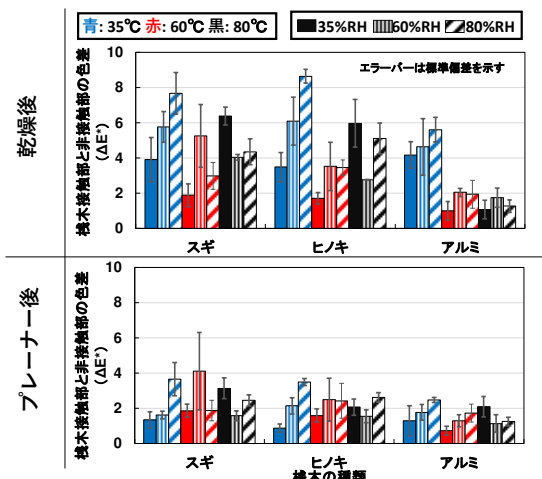 青: 35℃ 赤: 60℃ 黒: 80℃
35%RH 60%RH 80%RH
乾燥後
桟木接触部と非接触部の色差
(ΔE*)
エラーバーは標準偏差を示す
10
8
6
4
2
0
スギ ヒノキ アルミ
プレーナー後
桟木接触部と非接触部の色差
(ΔE*)
10
8
6
4
2
0
スギ ヒノキ アルミ
桟木の種類